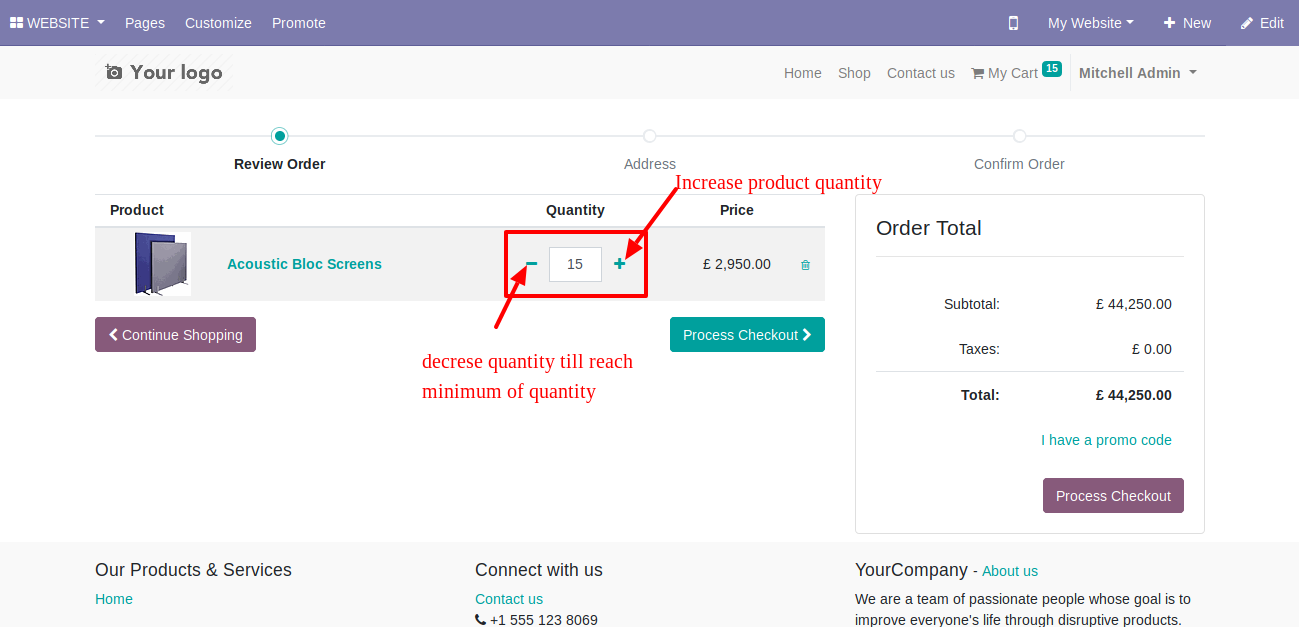 WEBSITE Pages Customize Promote My Website New Edit
Your logo Home Shop Contact us My Cart 15 Mitchell Admin
Review Order Address Confirm Order
Increase product quantity
Product Quantity Price
Acoustic Bloc Screens 15 £ 2,950.00
Continue Shopping Process Checkout
decrese quantity till reach
minimum of quantity
Order Total
Subtotal: £ 44,250.00
Taxes: £ 0.00
Total: £ 44,250.00
I have a promo code
Process Checkout
Our Products & Services
Home
Connect with us
Contact us
+1 555 123 8069
YourCompany - About us
We are a team of passionate people whose goal is to
improve everyone's life through disruptive products.